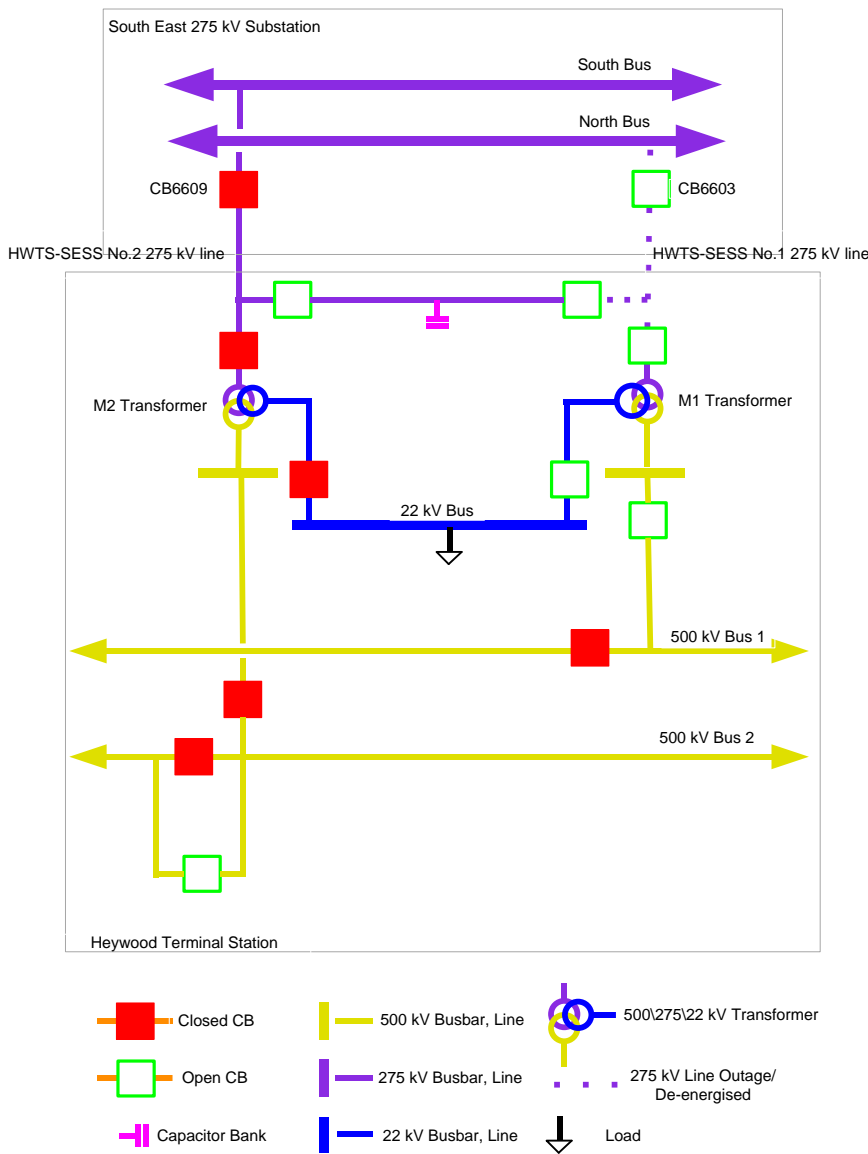 South East 275 kV Substation
South Bus
North Bus
CB6609
CB6603
HWTS-SESS No.2 275 kV line
HWTS-SESS No.1 275 kV line
M2 Transformer
M1 Transformer
22 kV Bus
500 kV Bus 1
500 kV Bus 2
Heywood Terminal Station
Closed CB
500 kV Busbar, Line
500\275\22 kV Transformer
Open CB
275 kV Busbar, Line
275 kV Line Outage/
De-energised
Capacitor Bank
22 kV Busbar, Line
Load